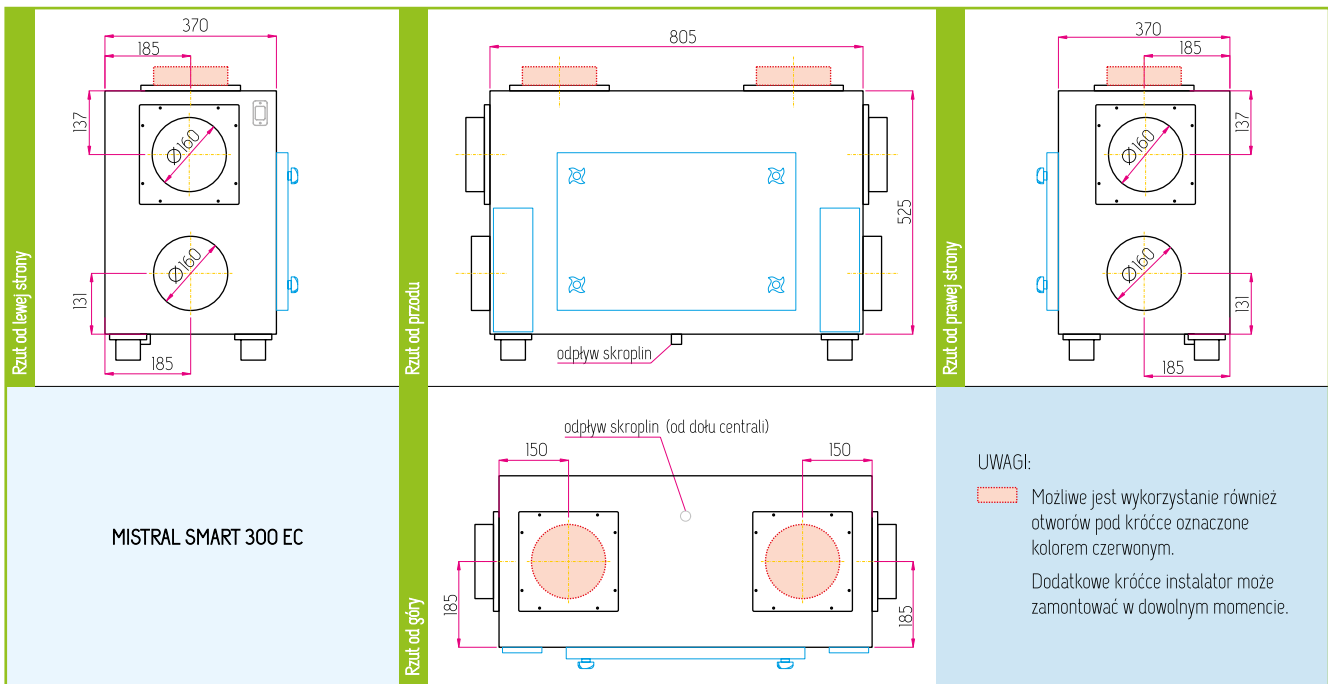 Rzut od lewej strony
370
185
137
Ø160
Ø160
131
185
Rzut od przodu
805
525
odpływ skroplin
Rzut od prawej strony
370
185
137
Ø160
Ø160
131
185
MISTRAL SMART 300 EC
Rzut od góry
odpływ skroplin (od dołu centrali)
150
150
185
185
UWAGI:
Możliwe jest wykorzystanie również
otworów pod króćce oznaczone
kolorem czerwonym.
Dodatkowe króćce instalator może
zamontować w dowolnym momencie.